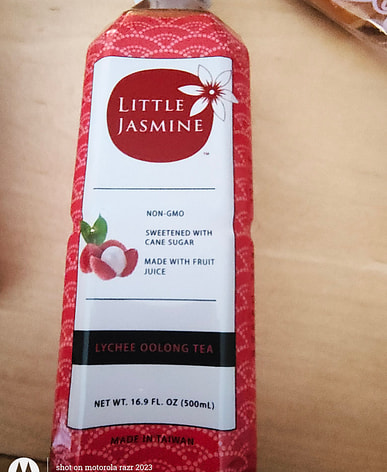 LITTLE
JASMINE
™
NON-GMO
SWEETENED WITH
CANE SUGAR
MADE WITH FRUIT
JUICE
LYCHEE OOLONG TEA
NET WT. 16.9 FL. OZ (500mL)
MADE IN TAIWAN
shot on motorola razr 2023